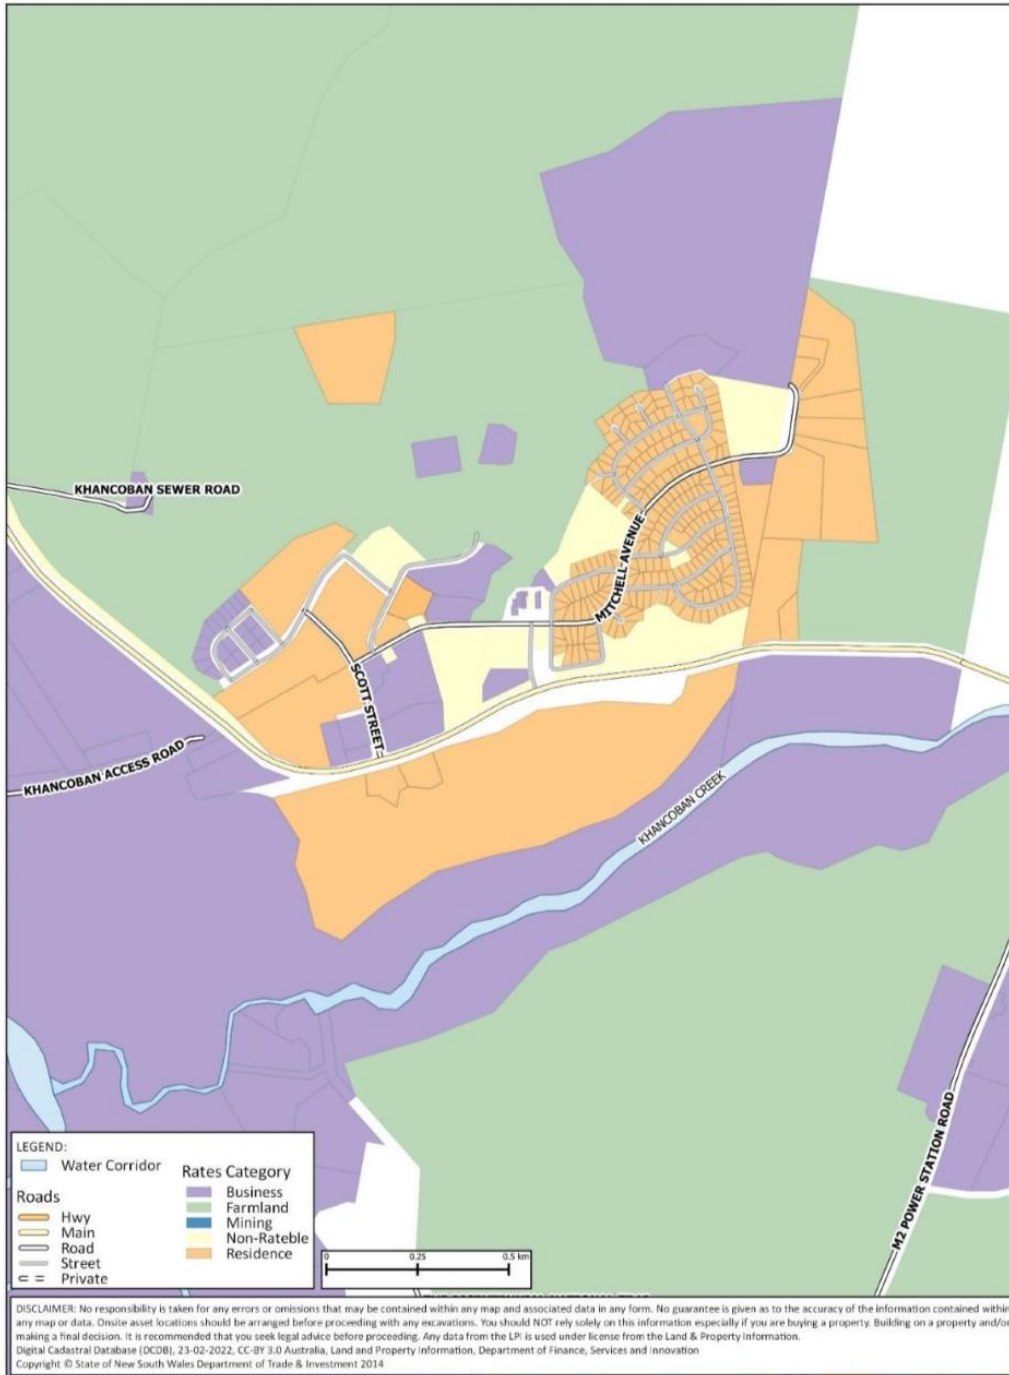 KHANCOBAN SEWER ROAD
MITCHELL AVENUE
SCOTT STREET
KHANCOBAN ACCESS ROAD
KHANCOBAN CREEK
M2 POWER STATION ROAD
LEGEND:
Water Corridor
Roads
Hwy
Main
Road
Street
Private
Rates Category
Business
Farmland
Mining
Non-Rateble
Residence
0 0.25 0.5 km
DISCLAIMER: No responsibility is taken for any errors or omissions that may be contained within any map and associated data in any form. No guarantee is given as to the accuracy of the information contained within
any map or data. Onsite asset locations should be arranged before proceeding with any excavations. You should NOT rely solely on this information especially if you are buying a property. Building on a property and/or
making a final decision. It is recommended that you seek legal advice before proceeding. Any data from the LPI is used under license from the Land & Property Information.
Digital Cadastral Database (DCDB), 23-02-2022, CC-BY 3.0 Australia, Land and Property Information, Department of Finance, Services and Innovation
Copyright © State of New South Wales Department of Trade & Investment 2014